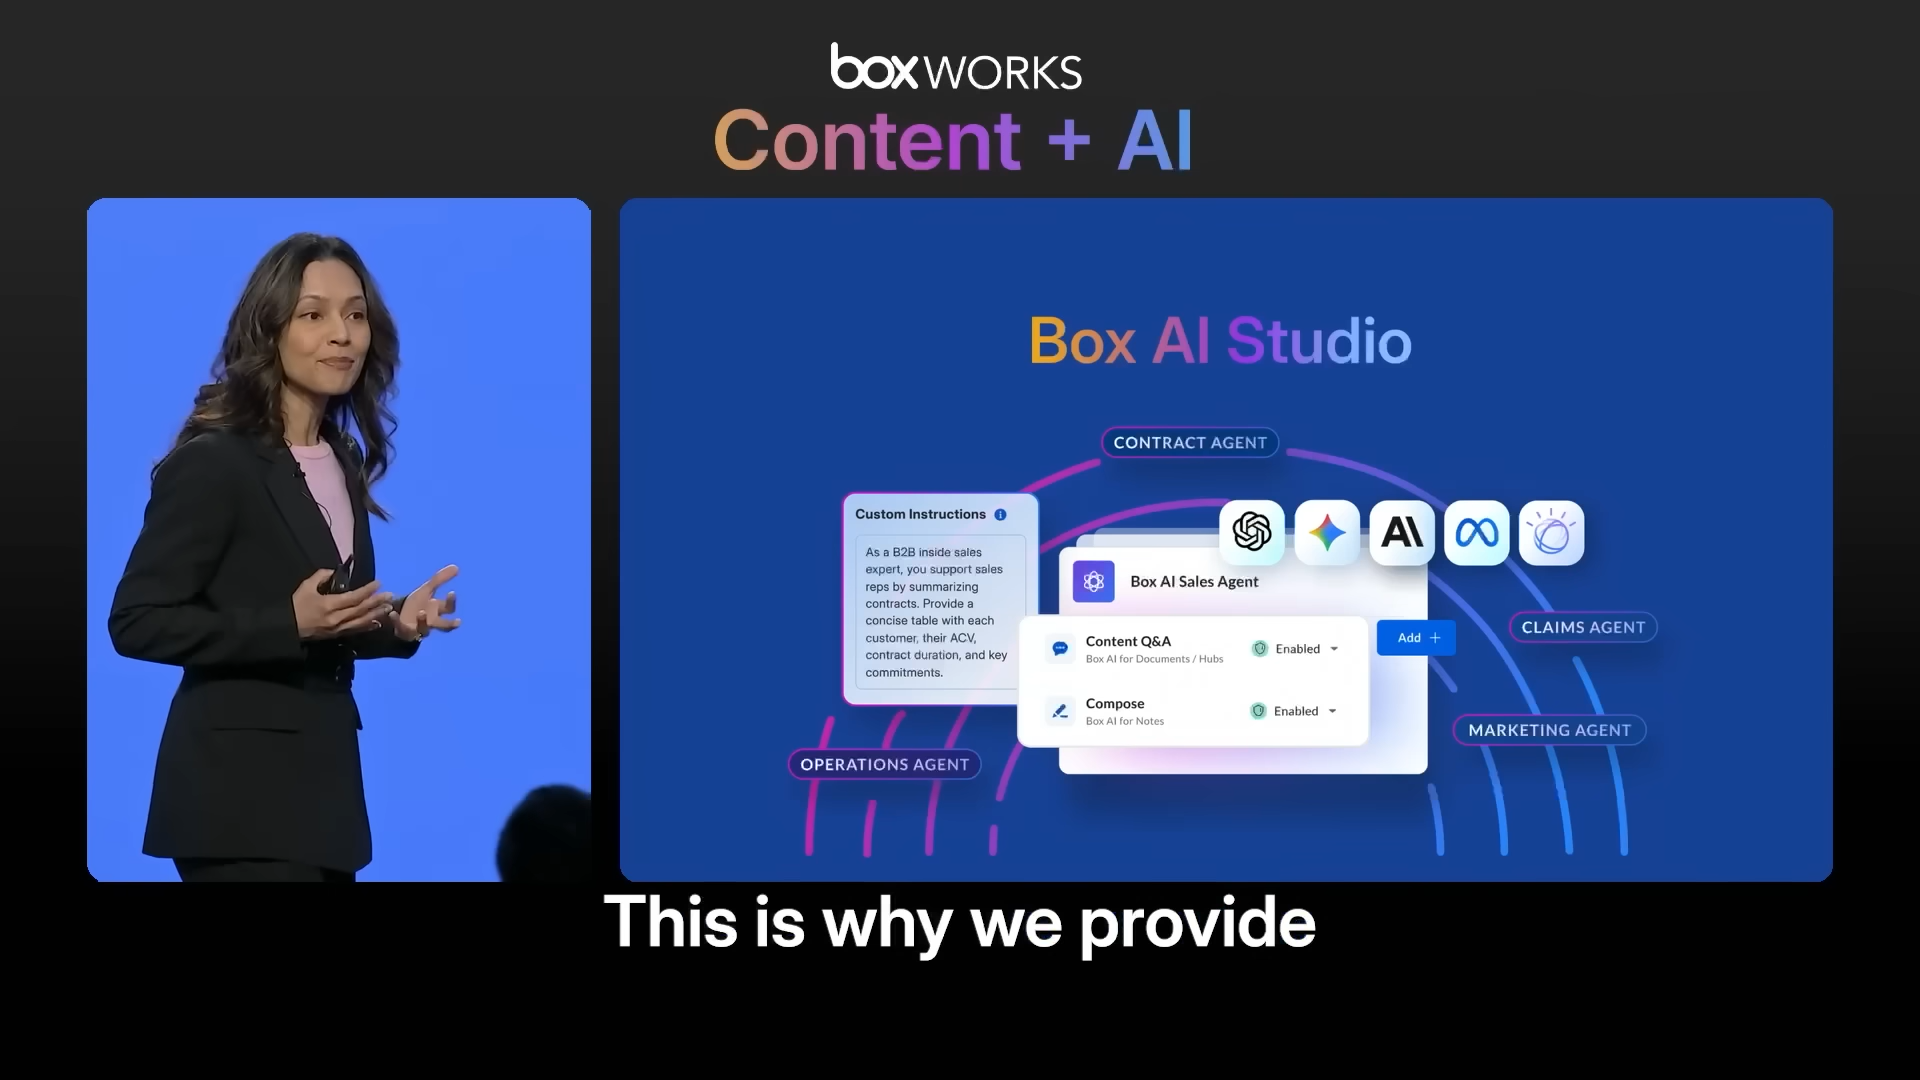 boxWORKS
Content + AI
Box AI Studio
CONTRACT AGENT
Custom Instructions
As a B2B inside sales
expert, you support sales
reps by summarizing
contracts. Provide a
concise table with each
customer, their ACV,
contract duration, and key
commitments.
AI
Box AI Sales Agent
Content Q&A
Box AI for Documents / Hubs
Enabled
Add +
Compose
Box AI for Notes
Enabled
CLAIMS AGENT
MARKETING AGENT
OPERATIONS AGENT
This is why we provide